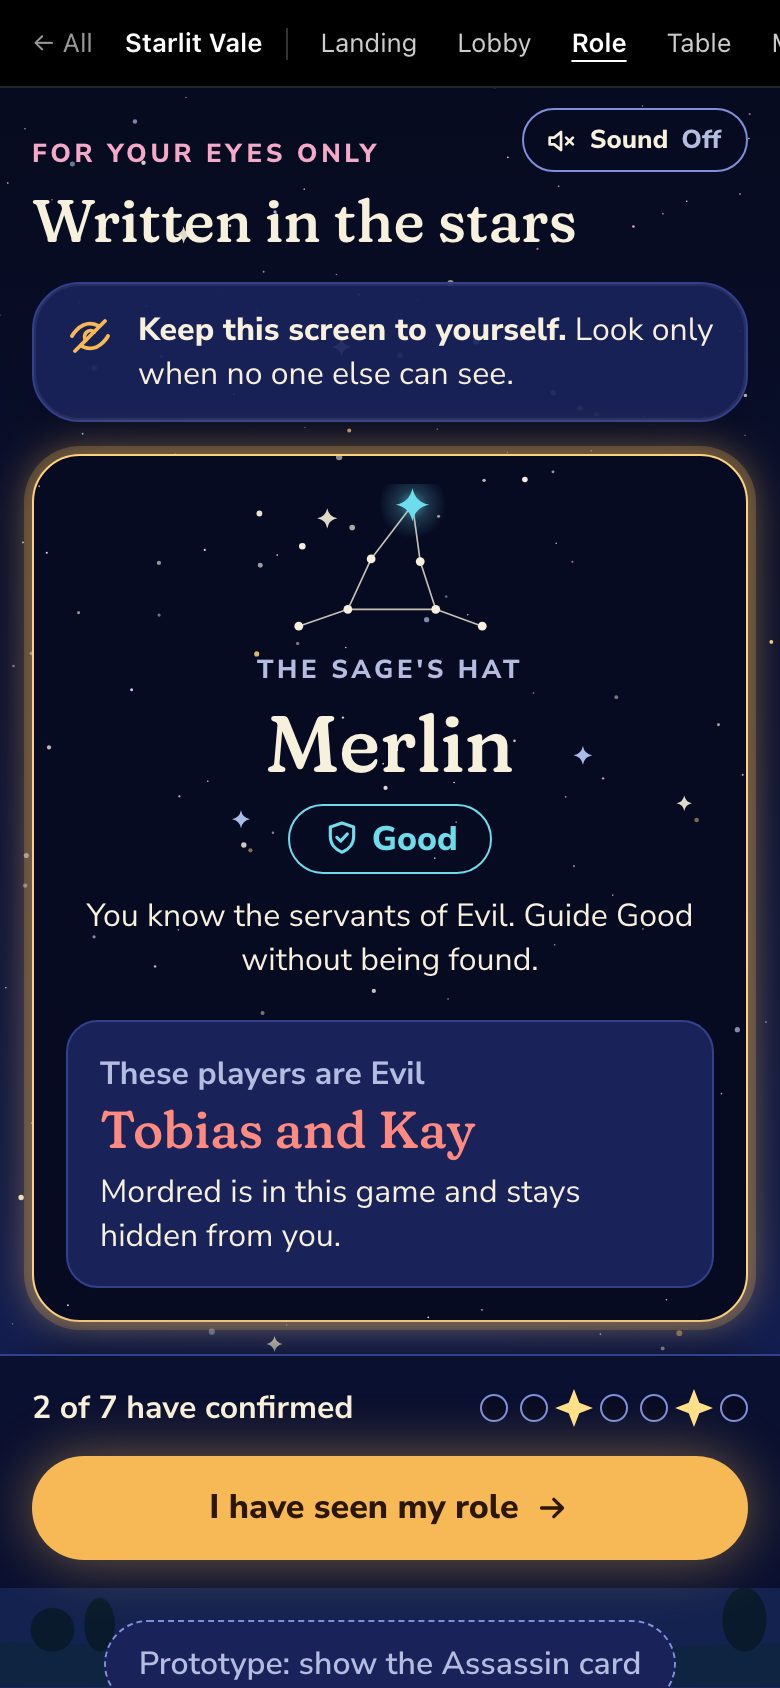 ← All Starlit Vale Landing Lobby Role Table
FOR YOUR EYES ONLY
Sound Off
Written in the stars
Keep this screen to yourself. Look only
when no one else can see.
THE SAGE'S HAT
Merlin
Good
You know the servants of Evil. Guide Good
without being found.
These players are Evil
Tobias and Kay
Mordred is in this game and stays
hidden from you.
2 of 7 have confirmed
I have seen my role →
Prototype: show the Assassin card